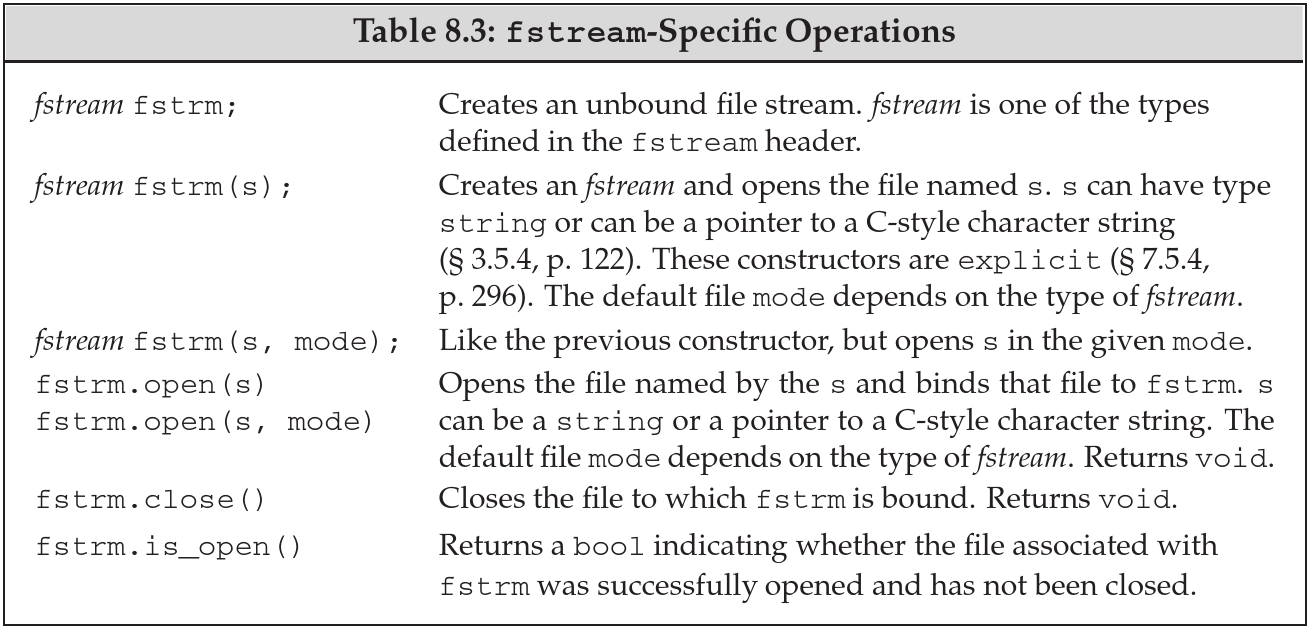 Table 8.3: fstream-Specific Operations
fstream fstrm; Creates an unbound file stream. fstream is one of the types
defined in the fstream header.
fstream fstrm(s); Creates an fstream and opens the file named s. s can have type
string or can be a pointer to a C-style character string
(§ 3.5.4, p. 122). These constructors are explicit (§ 7.5.4,
p. 296). The default file mode depends on the type of fstream.
fstream fstrm(s, mode); Like the previous constructor, but opens s in the given mode.
fstrm.open(s) Opens the file named by the s and binds that file to fstrm. s
fstrm.open(s, mode) can be a string or a pointer to a C-style character string. The
default file mode depends on the type of fstream. Returns void.
fstrm.close() Closes the file to which fstrm is bound. Returns void.
fstrm.is_open() Returns a bool indicating whether the file associated with
fstrm was successfully opened and has not been closed.